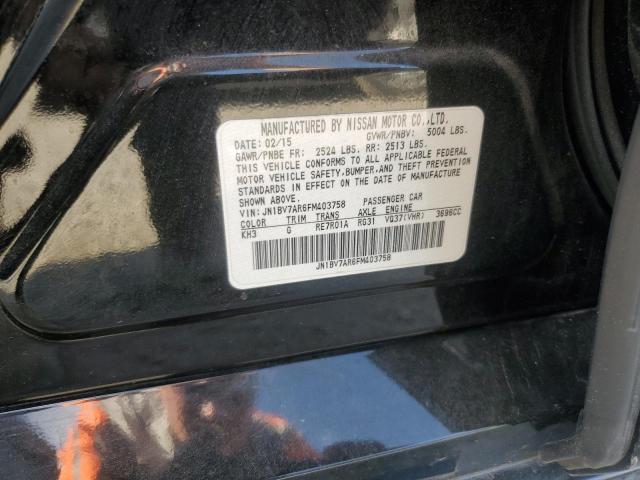 MANUFACTURED BY NISSAN MOTOR CO.,LTD.
DATE: 02/15 GVWR/PNBV: 5004 LBS.
GAWR/PNBE FR: 2524 LBS. RR: 2513 LBS.
THIS VEHICLE CONFORMS TO ALL APPLICABLE FEDERAL
MOTOR VEHICLE SAFETY,BUMPER,AND THEFT PREVENTION
STANDARDS IN EFFECT ON THE DATE OF MANUFACTURE
SHOWN ABOVE.
VIN: JN1BV7AR6FM403758 PASSENGER CAR
COLOR TRIM TRANS AXLE ENGINE
KH3 G RE7R01A RG31 VQ37(VHR) 3696CC
JN1BV7AR6FM403758